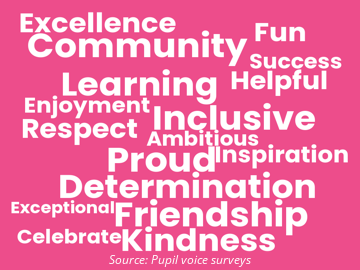 Excellence
Fun
Community
Success
Learning Helpful
Enjoyment
Inclusive
Respect
Ambitious
Proud Inspiration
Determination
Exceptional Friendship
Celebrate Kindness
Source: Pupil voice surveys